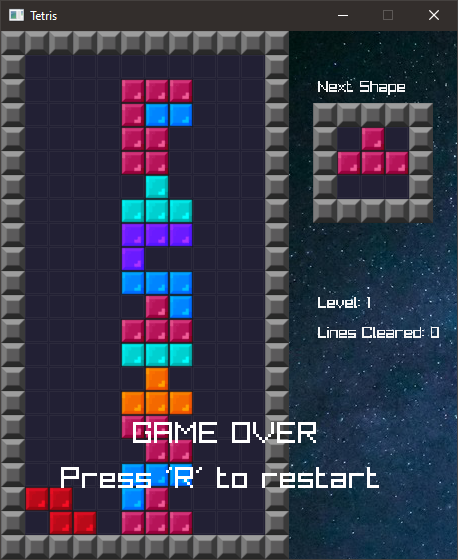 Tetris
Next Shape
Level: 1
Lines Cleared: 0
GAME OVER
Press 'R' to restart